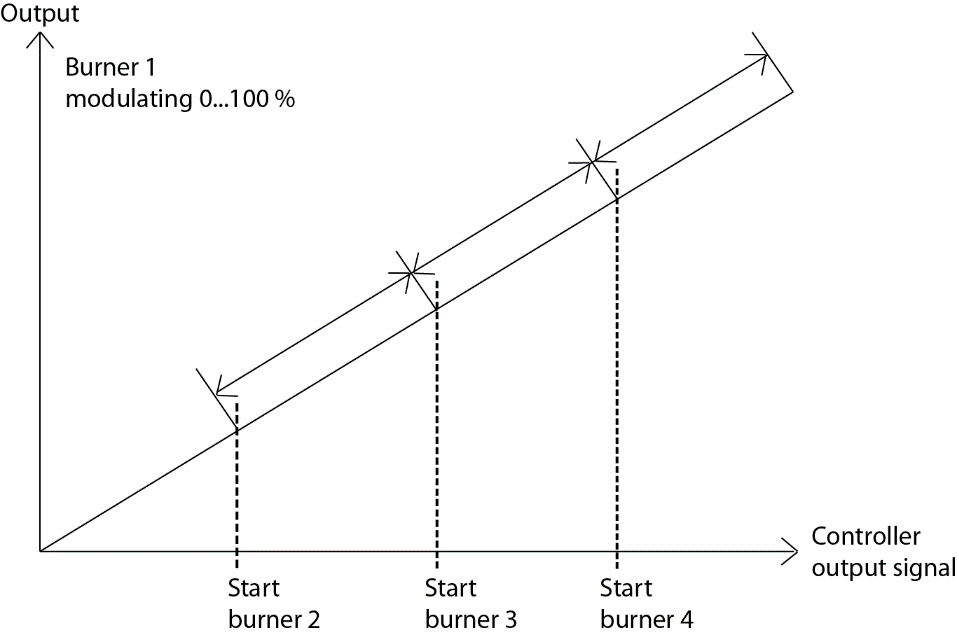 Output
Burner 1
modulating 0...100 %
Controller
output signal
Start
burner 2
Start
burner 3
Start
burner 4